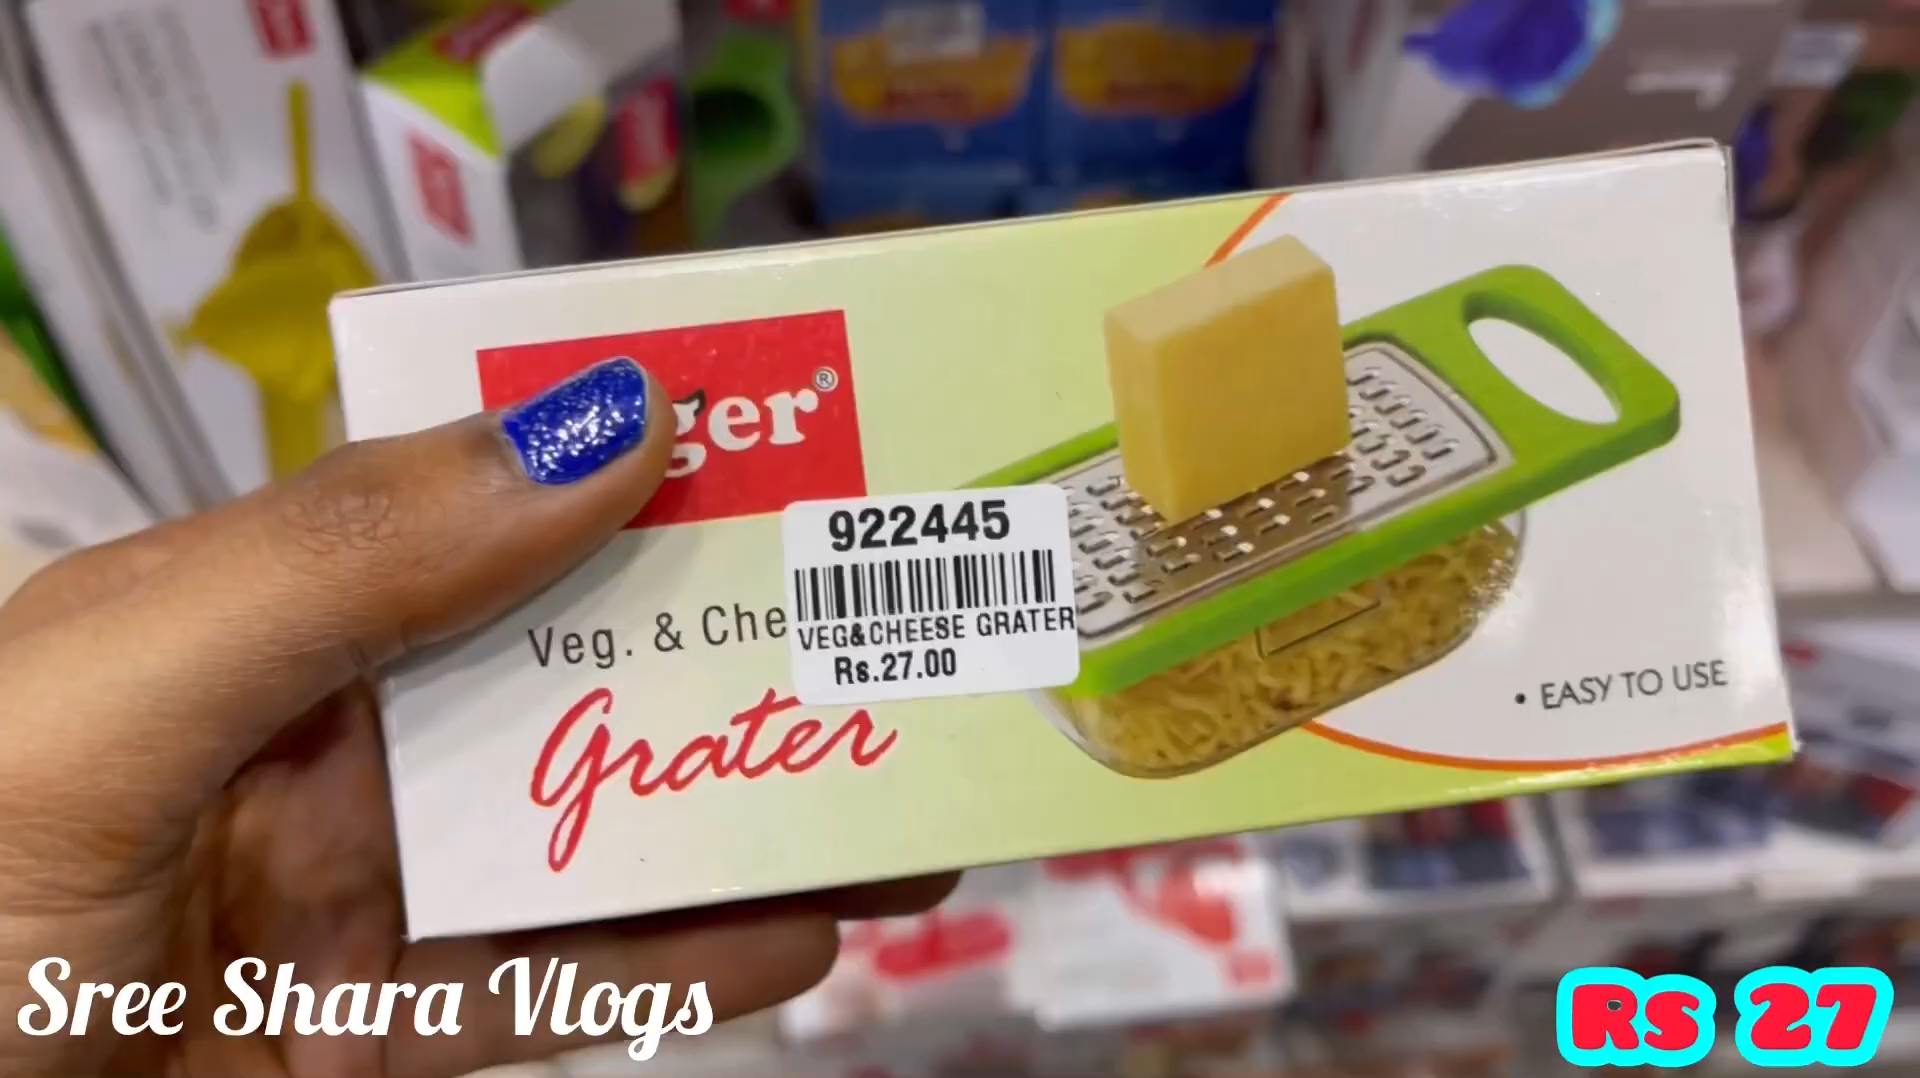 ger®
922445
Veg. & Che
VEG&CHEESE GRATER
Rs.27.00
Grater
• EASY TO USE
Sree Shara Vlogs
Rs 27